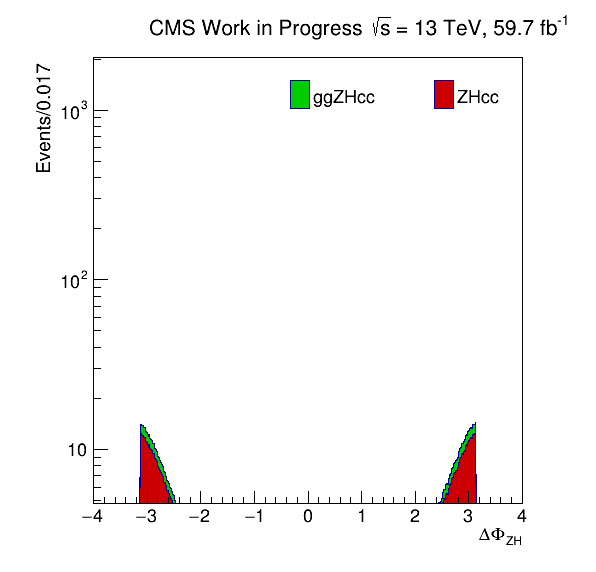 CMS Work in Progress √s = 13 TeV, 59.7 fb⁻¹
Events/0.017
ggZHcc ZHcc
10³
10²
10
−4 −3 −2 −1 0 1 2 3 4
ΔΦZH